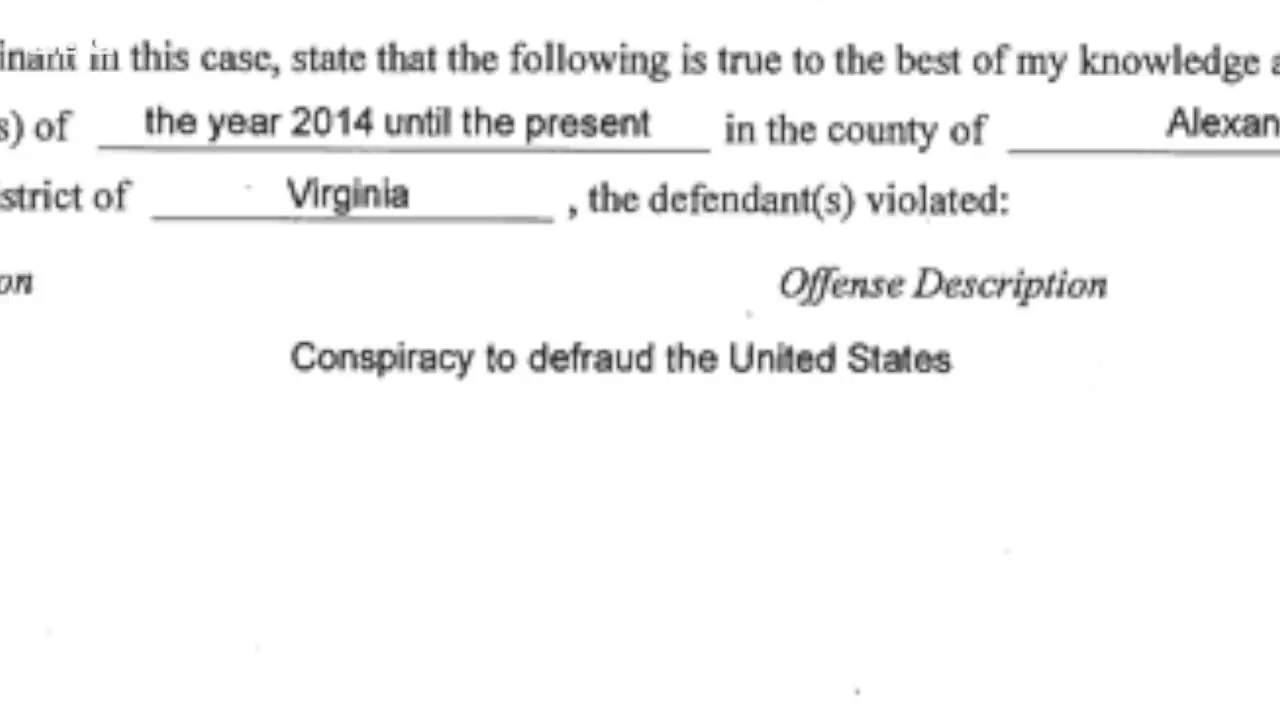 inant in this case, state that the following is true to the best of my knowledge a
s) of the year 2014 until the present in the county of Alexan
strict of Virginia , the defendant(s) violated:
on Offense Description
Conspiracy to defraud the United States